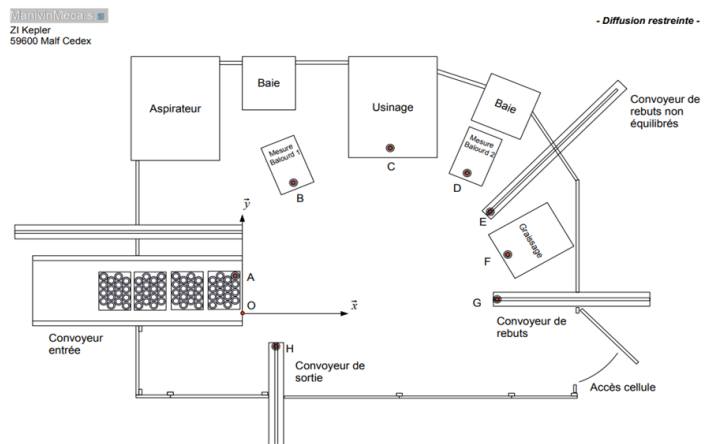 ManivinMecals
- Diffusion restreinte -
ZI Kepler
59600 Malf Cedex
Aspirateur
Baie
Usinage
Baie
Convoyeur de
rebuts non
équilibrés
Mesure
Balourd 1
Mesure
Balourd 2
C
B
D
E
y
Graissage
F
A
G
O
x
Convoyeur
entrée
Convoyeur de
rebuts
H
Convoyeur de
sortie
Accès cellule